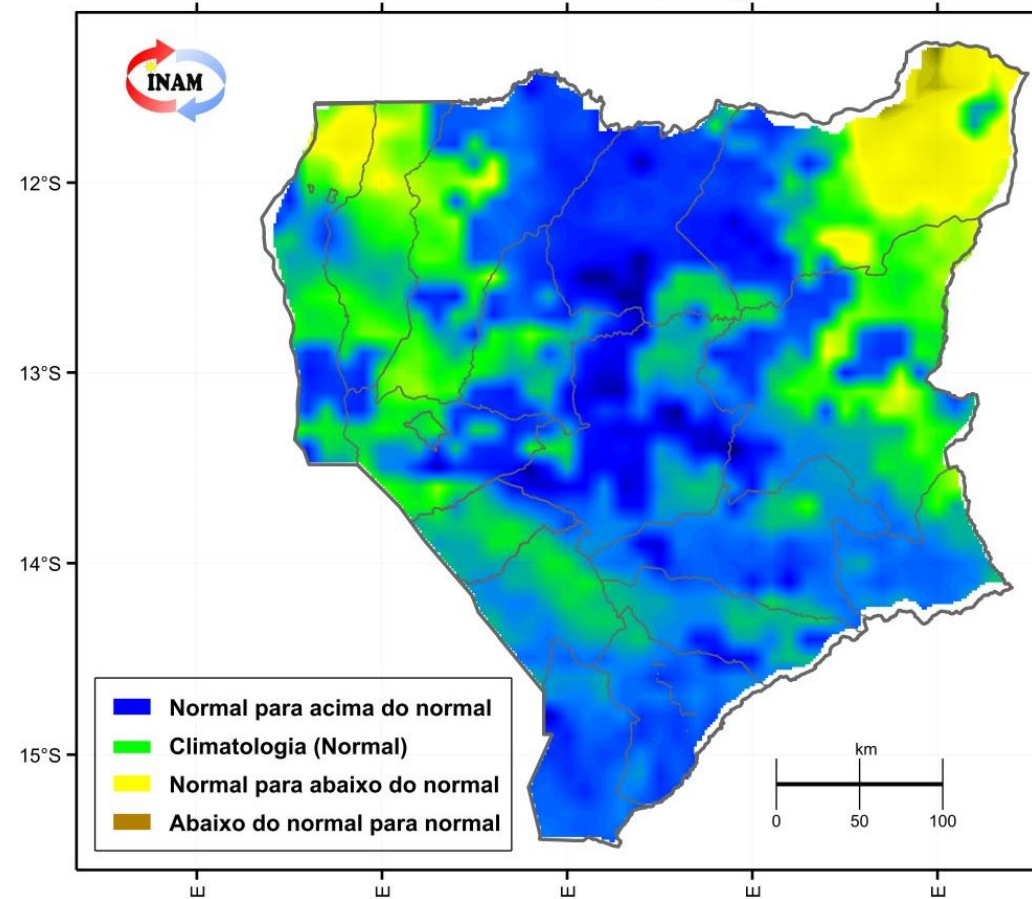 INAM
12°S
13°S
14°S
15°S
Normal para acima do normal
Climatologia (Normal)
Normal para abaixo do normal
Abaixo do normal para normal
km
0 50 100
E E E E E